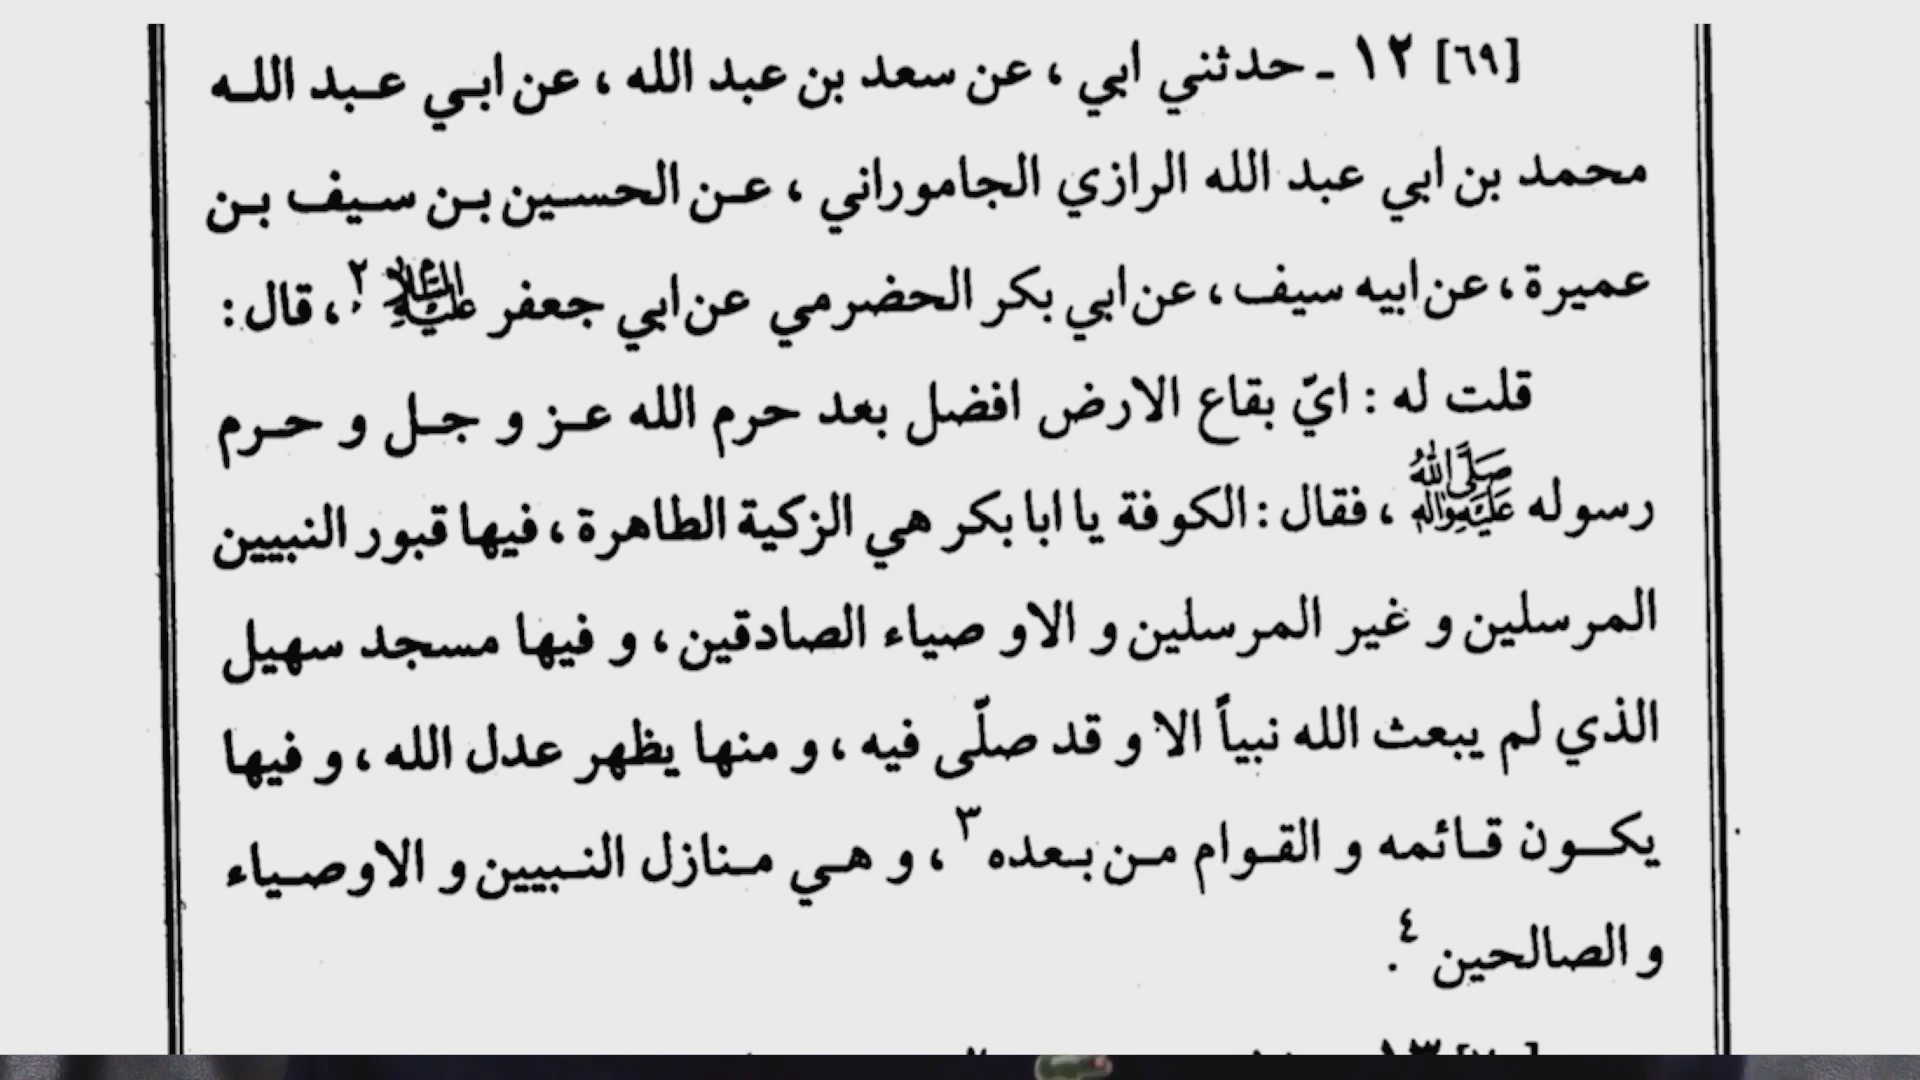 [٦٩] ١٢ ـ حدثني ابي ، عن سعد بن عبد الله ، عن ابي عبد الله
محمد بن ابي عبد الله الرازي الجاموراني ، عن الحسين بن سيف بن
عميرة ، عن ابيه سيف ، عن ابي بكر الحضرمي عن ابي جعفر عليه السلام ٢ ، قال :
قلت له : ايّ بقاع الارض افضل بعد حرم الله عز و جل و حرم
رسوله صلى الله عليه وآله ، فقال : الكوفة يا ابا بكر هي الزكية الطاهرة ، فيها قبور النبيين
المرسلين و غير المرسلين و الاو صياء الصادقين ، و فيها مسجد سهيل
الذي لم يبعث الله نبياً الا و قد صلّى فيه ، و منها يظهر عدل الله ، و فيها
يكون قائمه و القوام من بعده ٣ ، و هي منازل النبيين و الاوصياء
و الصالحين ٤ .